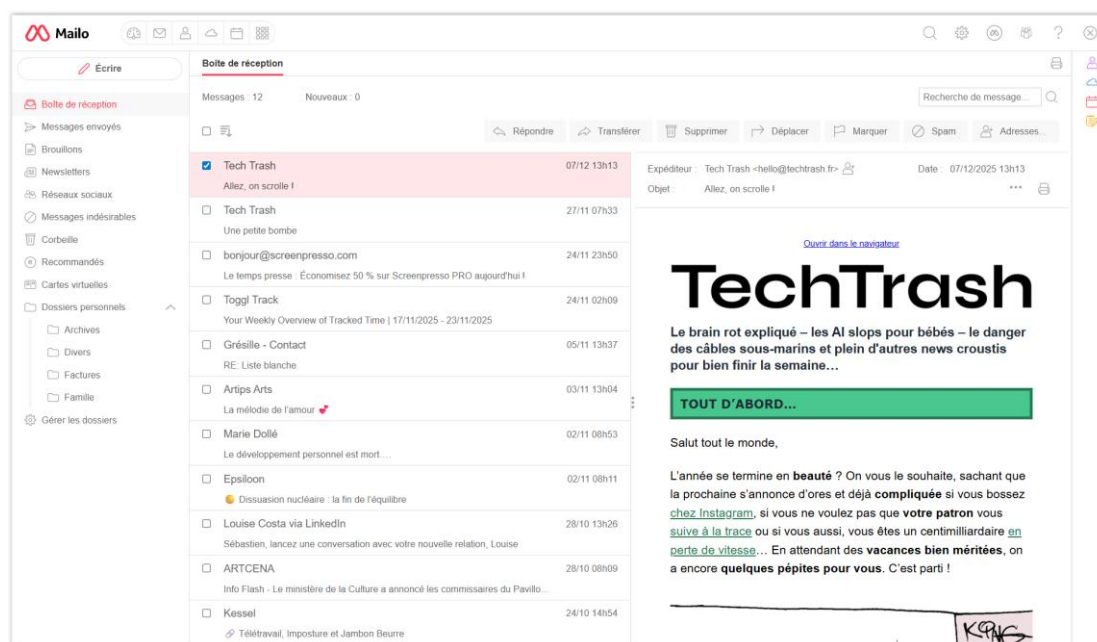 Mailo
Écrire
Boîte de réception
Messages envoyés
Brouillons
Newsletters
Réseaux sociaux
Messages indésirables
Corbeille
Recommandés
Cartes virtuelles
Dossiers personnels
Archives
Divers
Factures
Famille
Gérer les dossiers
Boîte de réception
Messages : 12 Nouveaux : 0
Recherche de message...
Répondre Transférer Supprimer Déplacer Marquer Spam Adresses...
Tech Trash 07/12 13h13
Allez, on scrolle !
Tech Trash 27/11 07h33
Une petite bombe
bonjour@screenpresso.com 24/11 23h50
Le temps presse : Économisez 50 % sur Screenpresso PRO aujourd'hui !
Toggl Track 24/11 02h09
Your Weekly Overview of Tracked Time | 17/11/2025 - 23/11/2025
Grésille - Contact 05/11 13h37
RE: Liste blanche
Artips Arts 03/11 13h04
La mélodie de l'amour 💕
Marie Dollé 02/11 08h53
Le développement personnel est mort….
Epsiloon 02/11 08h11
Dissuasion nucléaire : la fin de l'équilibre
Louise Costa via LinkedIn 28/10 13h26
Sébastien, lancez une conversation avec votre nouvelle relation, Louise
ARTCENA 28/10 08h09
Info Flash - Le ministère de la Culture a annoncé les commissaires du Pavillo...
Kessel 24/10 14h54
🔗 Télétravail, Imposture et Jambon Beurre
Expéditeur : Tech Trash <hello@techtrash.fr> Date : 07/12/2025 13h13
Objet : Allez, on scrolle !
Ouvrir dans le navigateur
TechTrash
Le brain rot expliqué – les AI slops pour bébés – le danger
des câbles sous-marins et plein d'autres news croustis
pour bien finir la semaine…
TOUT D'ABORD…
Salut tout le monde,
L'année se termine en beauté ? On vous le souhaite, sachant que
la prochaine s'annonce d'ores et déjà compliquée si vous bossez
chez Instagram, si vous ne voulez pas que votre patron vous
suive à la trace ou si vous aussi, vous êtes un centimilliardaire en
perte de vitesse… En attendant des vacances bien méritées, on
a encore quelques pépites pour vous. C'est parti !